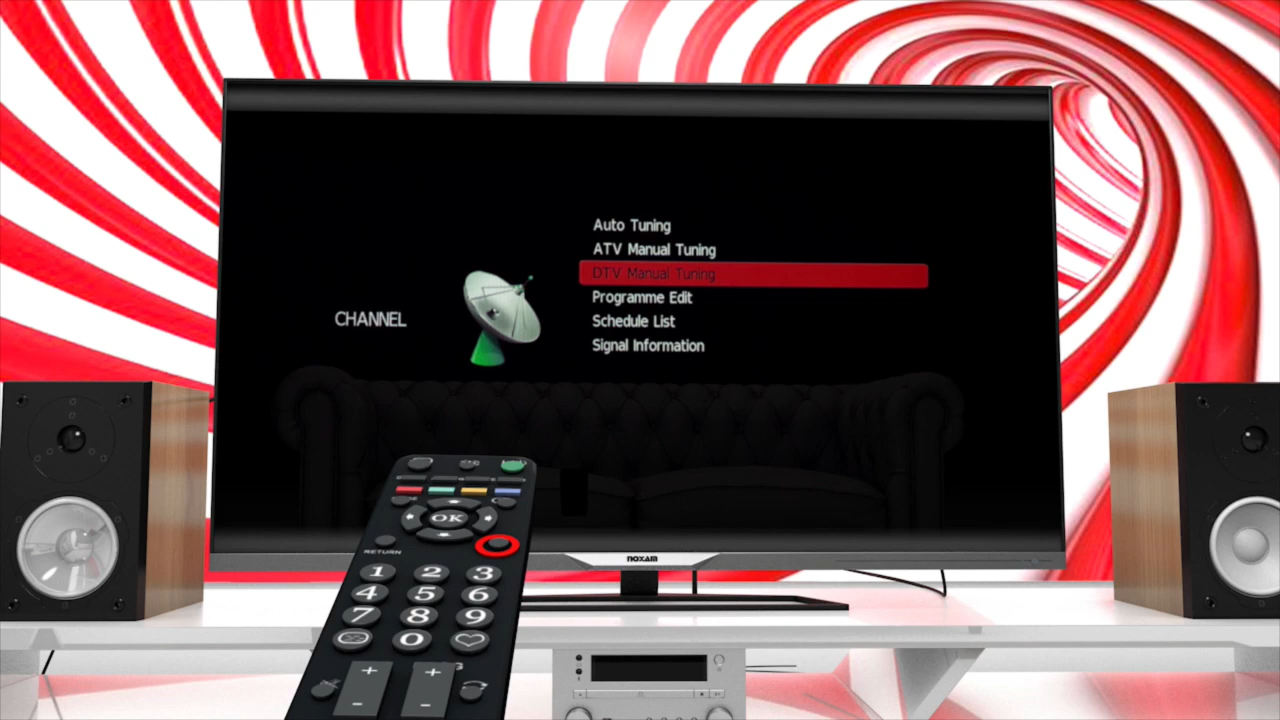 Auto Tuning
ATV Manual Tuning
DTV Manual Tuning
Programme Edit
CHANNEL
Schedule List
Signal Information
OK
RETURN
1 2 3
4 5 6
7 8 9
0
+ +
- -
NOXAM